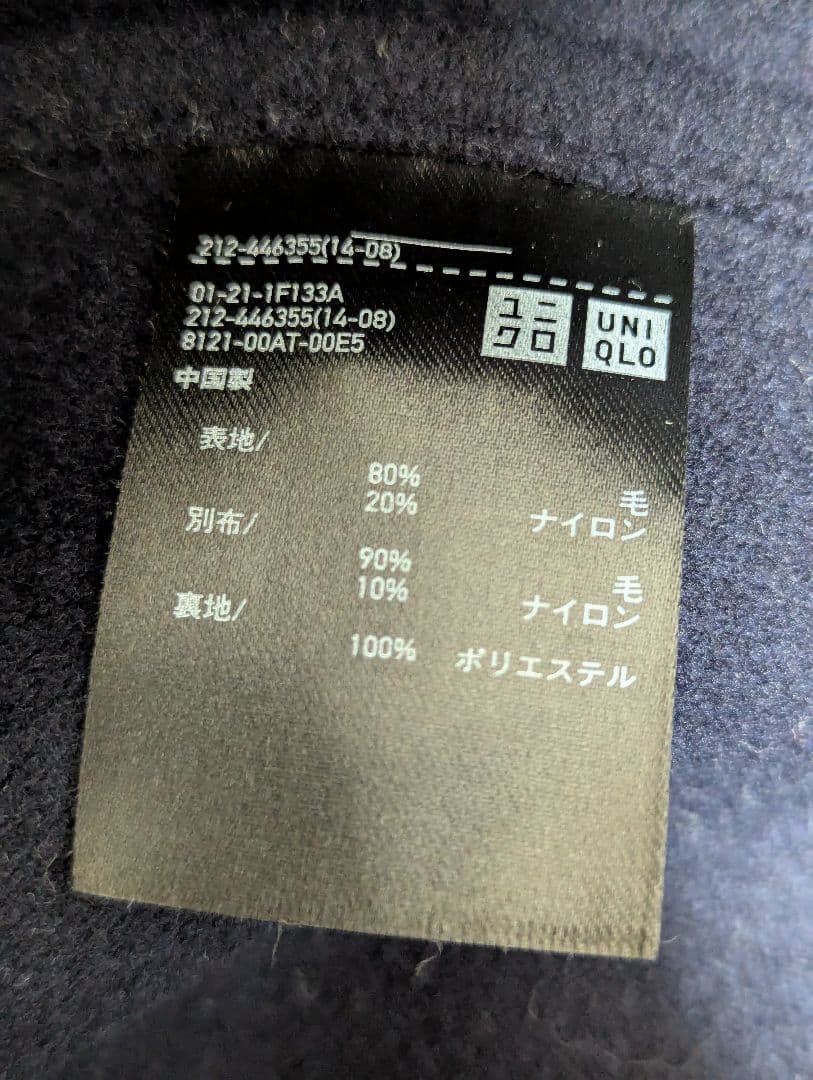 212-446355(14-08)
01-21-1F133A
212-446355(14-08)
8121-00AT-00E5
中国製
ユニ
クロ
UNI
QLO
表地/
80% 毛
20% ナイロン
別布/
90% 毛
10% ナイロン
裏地/
100% ポリエステル